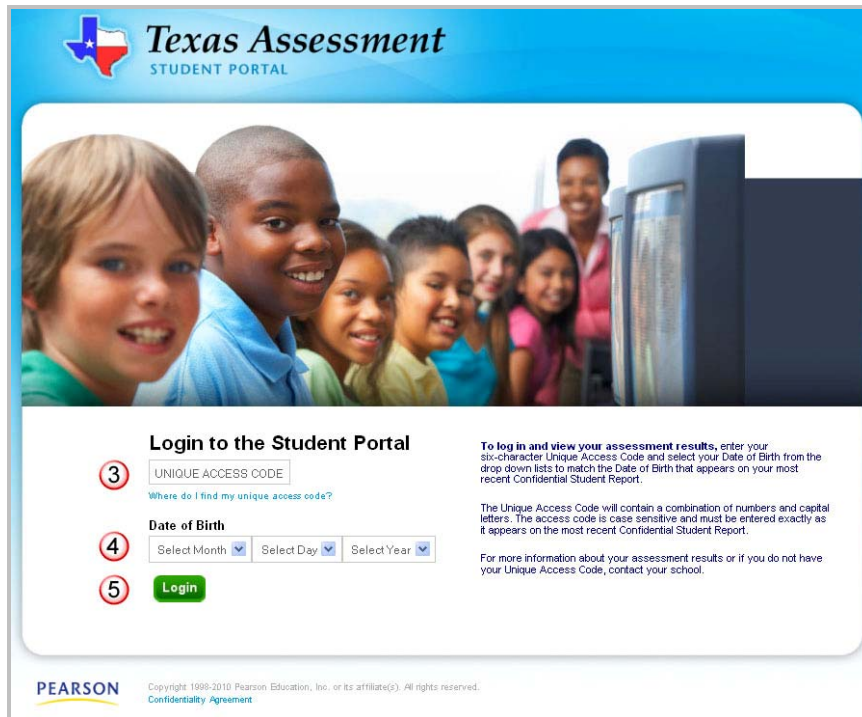 Texas Assessment
STUDENT PORTAL
Login to the Student Portal
3
UNIQUE ACCESS CODE
Where do I find my unique access code?
Date of Birth
4
Select Month Select Day Select Year
5
Login
To log in and view your assessment results, enter your
six-character Unique Access Code and select your Date of Birth from the
drop down lists to match the Date of Birth that appears on your most
recent Confidential Student Report.
The Unique Access Code will contain a combination of numbers and capital
letters. The access code is case sensitive and must be entered exactly as
it appears on the most recent Confidential Student Report.
For more information about your assessment results or if you do not have
your Unique Access Code, contact your school.
PEARSON
Copyright 1998-2010 Pearson Education, Inc. or its affiliate(s). All rights reserved.
Confidentiality Agreement